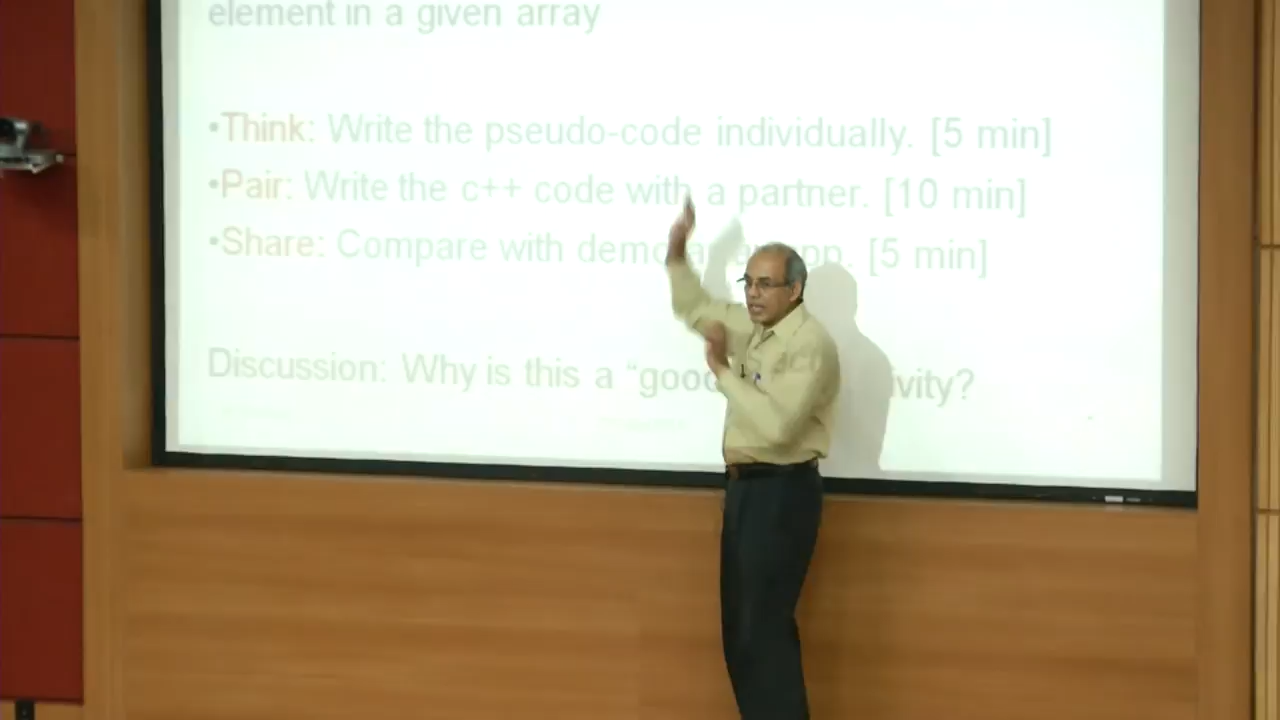 element in a given array
•Think: Write the pseudo-code individually. [5 min]
•Pair: Write the c++ code with a partner. [10 min]
•Share: Compare with demo [5 min]
Discussion: Why is this a “good